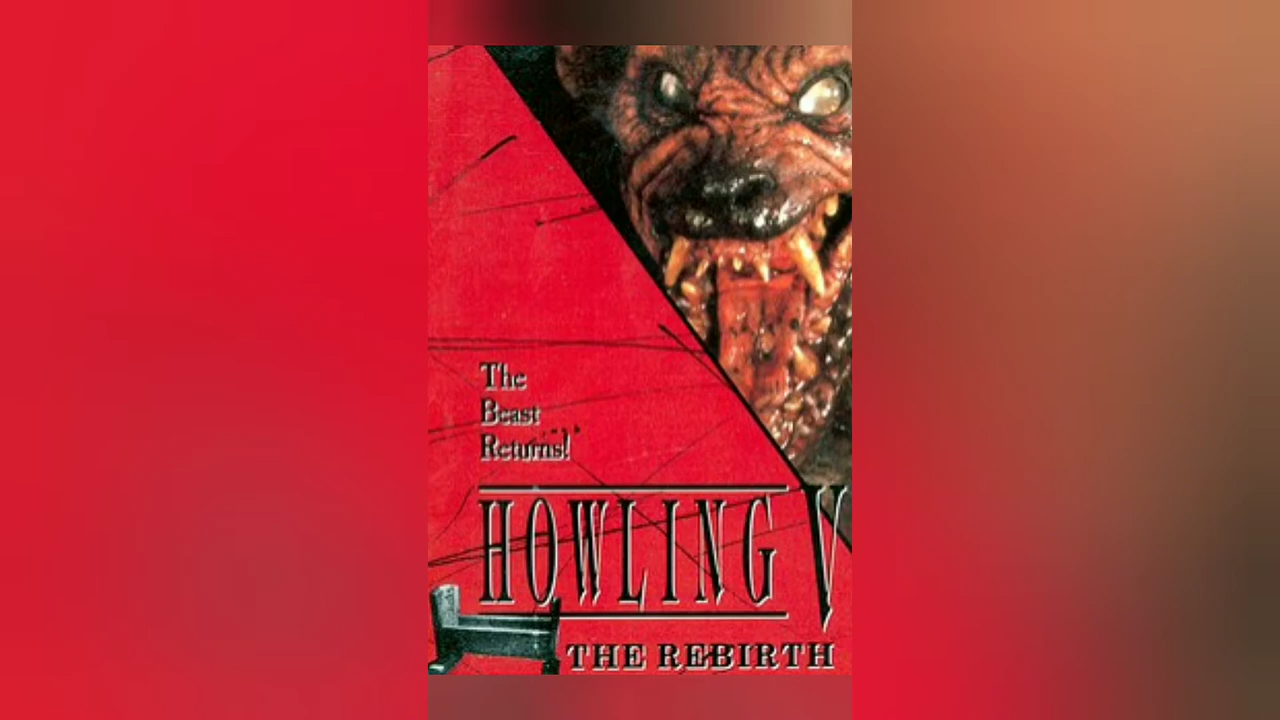 The
Beast
Returns!
HOWLING V
THE REBIRTH